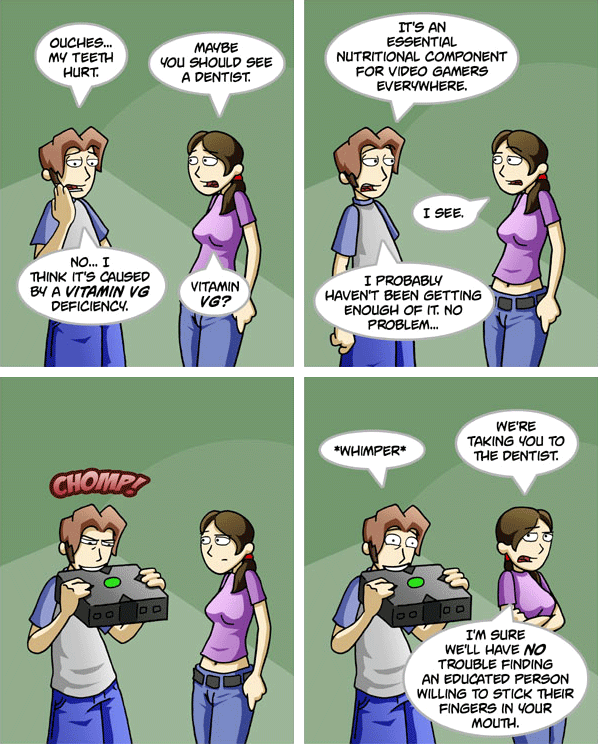 OUCHES...
MY TEETH
HURT.
MAYBE
YOU SHOULD SEE
A DENTIST.
NO... I
THINK IT'S CAUSED
BY A VITAMIN VG
DEFICIENCY.
VITAMIN
VG?
IT'S AN
ESSENTIAL
NUTRITIONAL COMPONENT
FOR VIDEO GAMERS
EVERYWHERE.
I SEE.
I PROBABLY
HAVEN'T BEEN GETTING
ENOUGH OF IT. NO
PROBLEM...
CHOMP!
*WHIMPER*
WE'RE
TAKING YOU TO
THE DENTIST.
I'M SURE
WE'LL HAVE NO
TROUBLE FINDING
AN EDUCATED PERSON
WILLING TO STICK THEIR
FINGERS IN YOUR
MOUTH.